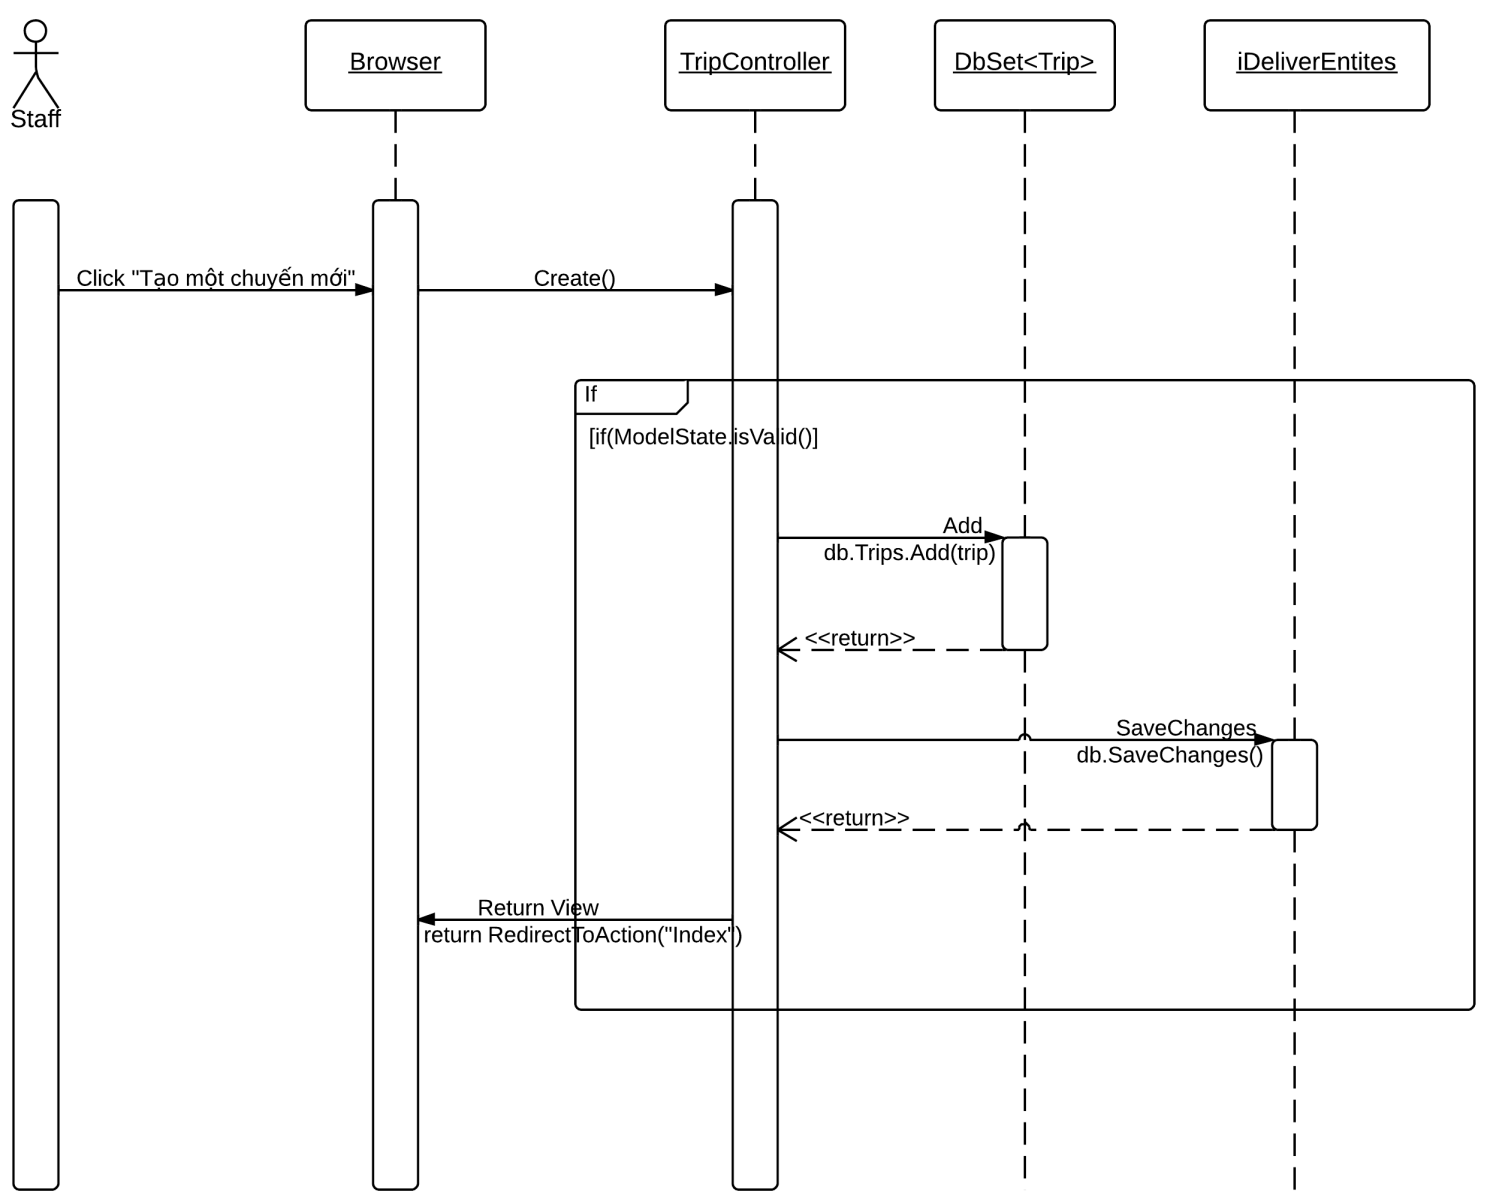 Staff
Browser
TripController
DbSet<Trip>
iDeliverEntites
Click "Tạo một chuyến mới"
Create()
If
[if(ModelState.isValid()]
Add
db.Trips.Add(trip)
<<return>>
SaveChanges
db.SaveChanges()
<<return>>
Return View
return RedirectToAction("Index")